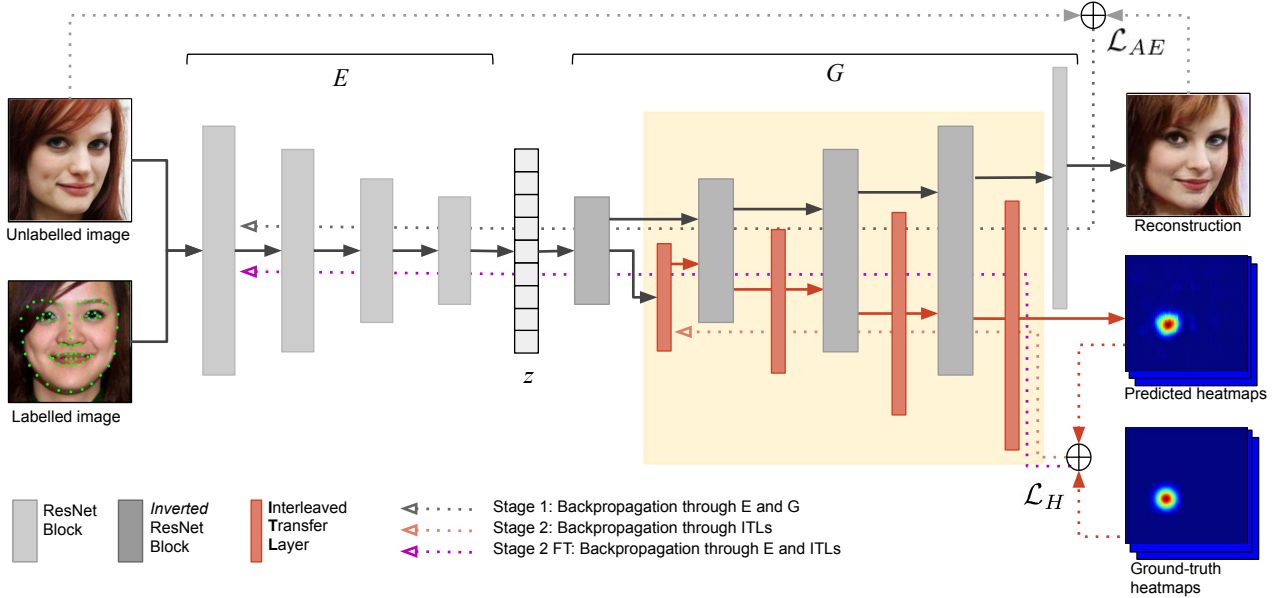 E
G
L_AE
Unlabelled image
Reconstruction
Labelled image
z
Predicted heatmaps
L_H
ResNet
Block
Inverted
ResNet
Block
Interleaved
Transfer
Layer
Stage 1: Backpropagation through E and G
Stage 2: Backpropagation through ITLs
Stage 2 FT: Backpropagation through E and ITLs
Ground-truth
heatmaps